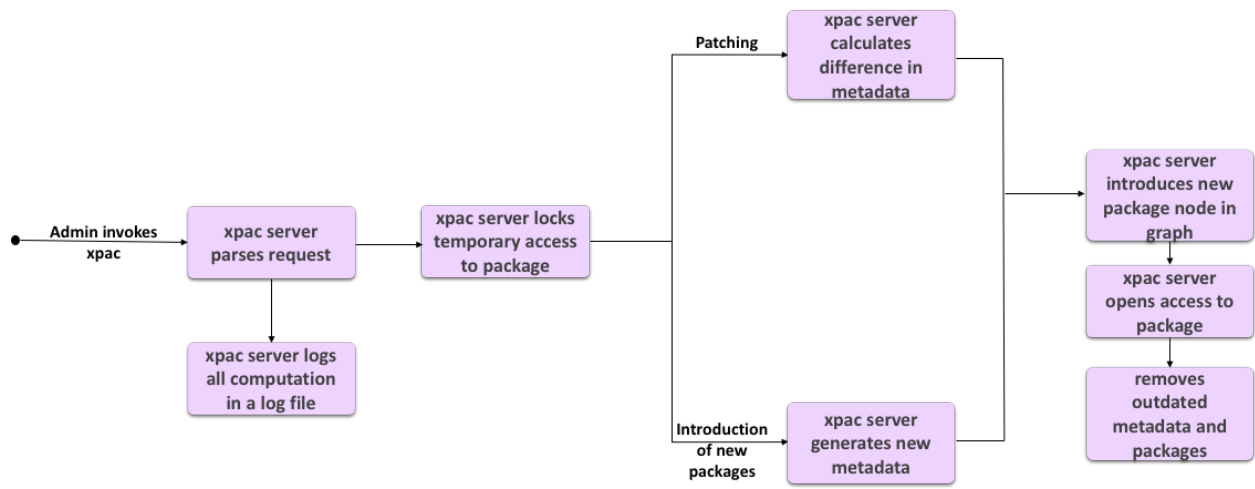 Admin invokes
xpac
xpac server
parses request
xpac server logs
all computation
in a log file
xpac server locks
temporary access
to package
Patching
xpac server
calculates
difference in
metadata
Introduction
of new
packages
xpac server
generates new
metadata
xpac server
introduces new
package node in
graph
xpac server
opens access to
package
removes
outdated
metadata and
packages